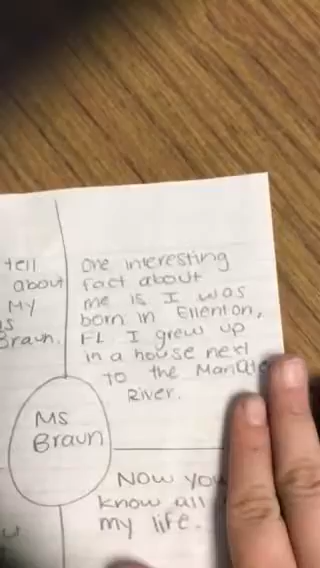 tell
about
My
Braun.
One interesting
fact about
me is I was
born in Ellenton,
FL. I grew up
in a house next
to the Manate
River.
Ms
Braun
Now you
know all
my life.